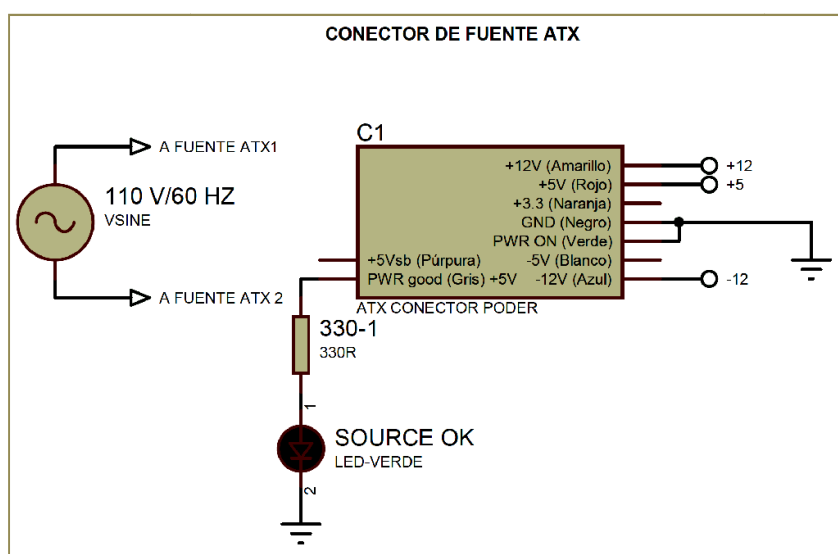 CONECTOR DE FUENTE ATX
A FUENTE ATX1
110 V/60 HZ
VSINE
A FUENTE ATX 2
C1
+12V (Amarillo)
+12
+5V (Rojo)
+5
+3.3 (Naranja)
GND (Negro)
PWR ON (Verde)
+5Vsb (Púrpura)
-5V (Blanco)
PWR good (Gris) +5V
-12V (Azul)
-12
ATX CONECTOR PODER
330-1
330R
1
SOURCE OK
LED-VERDE
2